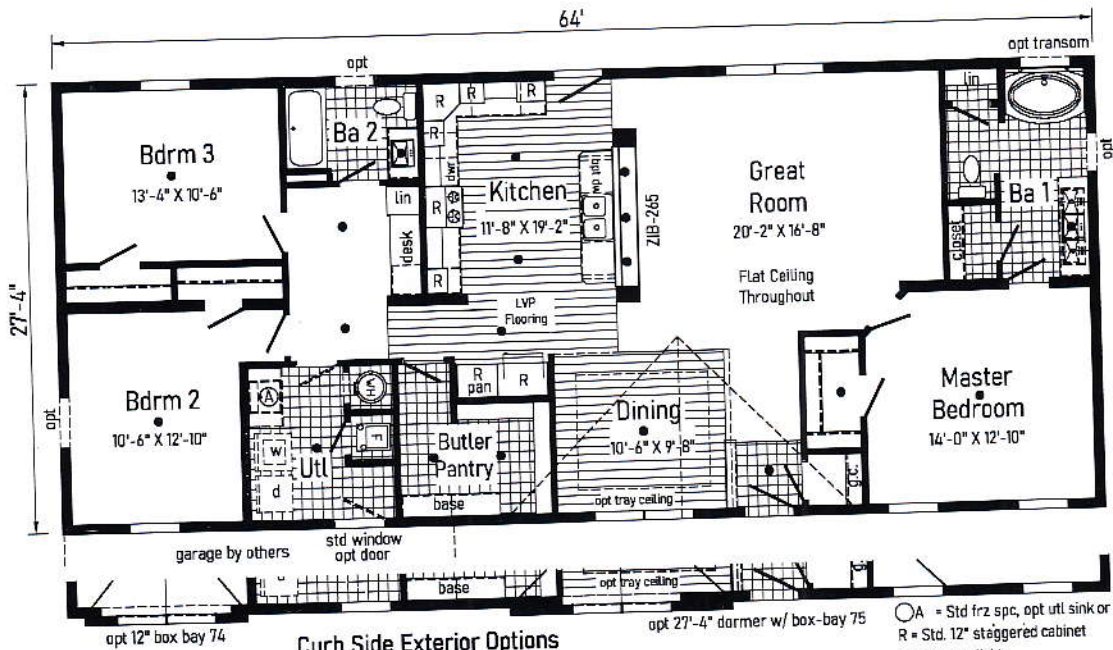 64'
opt transom
opt
lin
R
R
R
Ba 2
Bdrm 3
13'-4" X 10'-6"
R
dwr
Kitchen
11'-8" X 19'-2"
ZIB-265
Great
Room
20'-2" X 16'-8"
Flat Ceiling
Throughout
opt
Ba 1
closet
lin
desk
R
R
27'-4"
LVP
Flooring
Bdrm 2
10'-6" X 12'-10"
opt
A
WH
F
W
d
Utl
R
pan
R
Butler
Pantry
base
Dining
10'-6" X 9'-8"
opt tray ceiling
Master
Bedroom
14'-0" X 12'-10"
g.c.
garage by others
std window
opt door
base
opt tray ceiling
opt 12" box bay 74
Curb Side Exterior Options
opt 27'-4" dormer w/ box-bay 75
A = Std frz spc, opt utl sink or
R = Std. 12" staggered cabinet